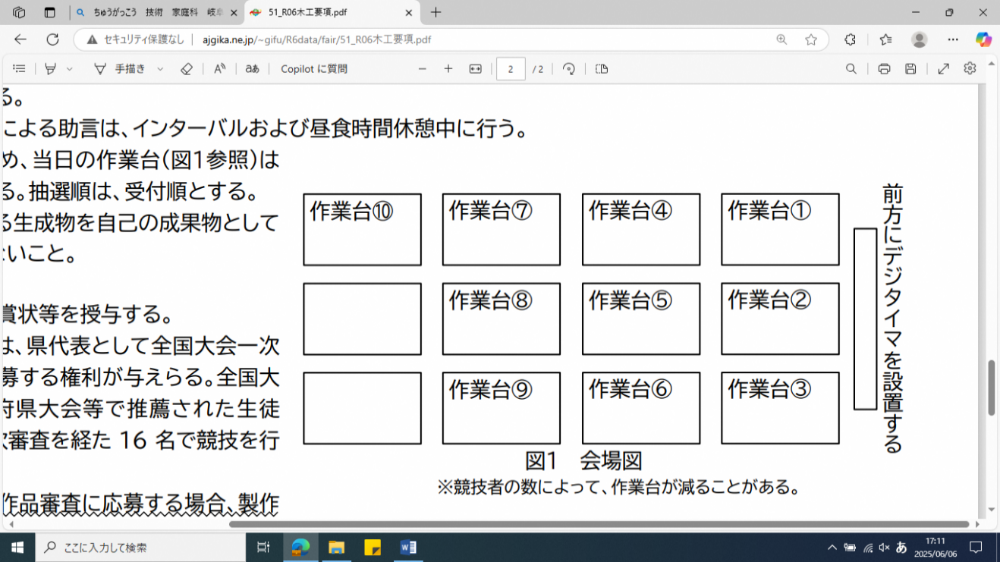 ちゅうがっこう 技術 家庭科 岐阜
51_R06木工要項.pdf
セキュリティ保護なし
ajgika.ne.jp/~gifu/R6data/fair/51_R06木工要項.pdf
手描き
aあ
Copilot に質問
2
/ 2
る。
による助言は、インターバルおよび昼食時間休憩中に行う。
め、当日の作業台(図1参照)は
る。抽選順は、受付順とする。
る生成物を自己の成果物として
いこと。
賞状等を授与する。
は、県代表として全国大会一次
募する権利が与えらる。全国大
府県大会等で推薦された生徒
審査を経た 16 名で競技を行
作品審査に応募する場合、製作
作業台⑩
作業台⑦
作業台④
作業台①
作業台⑧
作業台⑤
作業台②
作業台⑨
作業台⑥
作業台③
前方にデジタイマを設置する
図1 会場図
※競技者の数によって、作業台が減ることがある。
ここに入力して検索
あ
17:11
2025/06/06